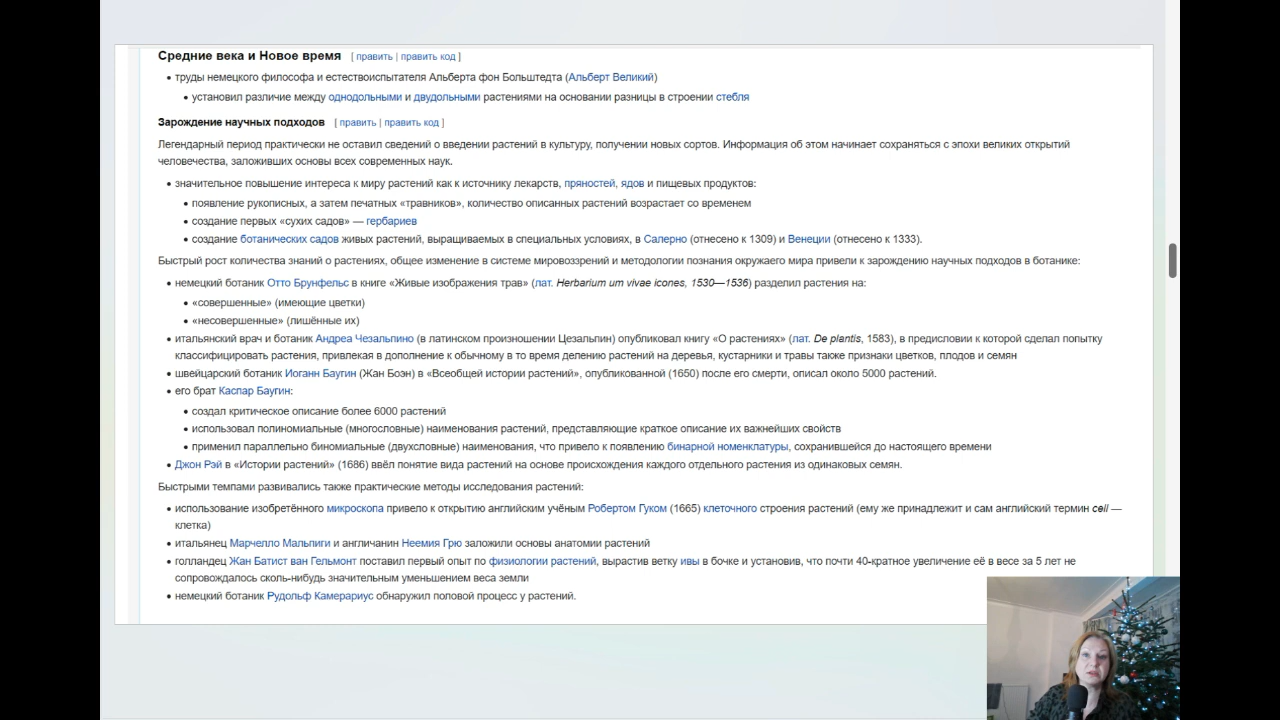 Средние века и Новое время [ править | править код ]
труды немецкого философа и естествоиспытателя Альберта фон Больштедта (Альберт Великий)
установил различие между однодольными и двудольными растениями на основании разницы в строении стебля
Зарождение научных подходов [ править | править код ]
Легендарный период практически не оставил сведений о введении растений в культуру, получении новых сортов. Информация об этом начинает сохраняться с эпохи великих открытий
человечества, заложивших основы всех современных наук.
значительное повышение интереса к миру растений как к источнику лекарств, пряностей, ядов и пищевых продуктов:
появление рукописных, а затем печатных «травников», количество описанных растений возрастает со временем
создание первых «сухих садов» — гербариев
создание ботанических садов живых растений, выращиваемых в специальных условиях, в Салерно (отнесено к 1309) и Венеции (отнесено к 1333).
Быстрый рост количества знаний о растениях, общее изменение в системе мировоззрений и методологии познания окружаего мира привели к зарождению научных подходов в ботанике:
немецкий ботаник Отто Брунфельс в книге «Живые изображения трав» (лат. Herbarium um vivae icones, 1530—1536) разделил растения на:
«совершенные» (имеющие цветки)
«несовершенные» (лишённые их)
итальянский врач и ботаник Андреа Чезальпино (в латинском произношении Цезальпин) опубликовал книгу «О растениях» (лат. De plantis, 1583), в предисловии к которой сделал попытку
классифицировать растения, привлекая в дополнение к обычному в то время делению растений на деревья, кустарники и травы также признаки цветков, плодов и семян
швейцарский ботаник Иоганн Баугин (Жан Боэн) в «Всеобщей истории растений», опубликованной (1650) после его смерти, описал около 5000 растений.
его брат Каспар Баугин:
создал критическое описание более 6000 растений
использовал полиномиальные (многословные) наименования растений, представляющие краткое описание их важнейших свойств
применил параллельно биномиальные (двухсловные) наименования, что привело к появлению бинарной номенклатуры, сохранившейся до настоящего времени
Джон Рэй в «Истории растений» (1686) ввёл понятие вида растений на основе происхождения каждого отдельного растения из одинаковых семян.
Быстрыми темпами развивались также практические методы исследования растений:
использование изобретённого микроскопа привело к открытию английским учёным Робертом Гуком (1665) клеточного строения растений (ему же принадлежит и сам английский термин cell —
клетка)
итальянец Марчелло Мальпиги и англичанин Неемия Грю заложили основы анатомии растений
голландец Жан Батист ван Гельмонт поставил первый опыт по физиологии растений, вырастив ветку ивы в бочке и установив, что почти 40-кратное увеличение её в весе за 5 лет не
сопровождалось сколь-нибудь значительным уменьшением веса земли
немецкий ботаник Рудольф Камерариус обнаружил половой процесс у растений.